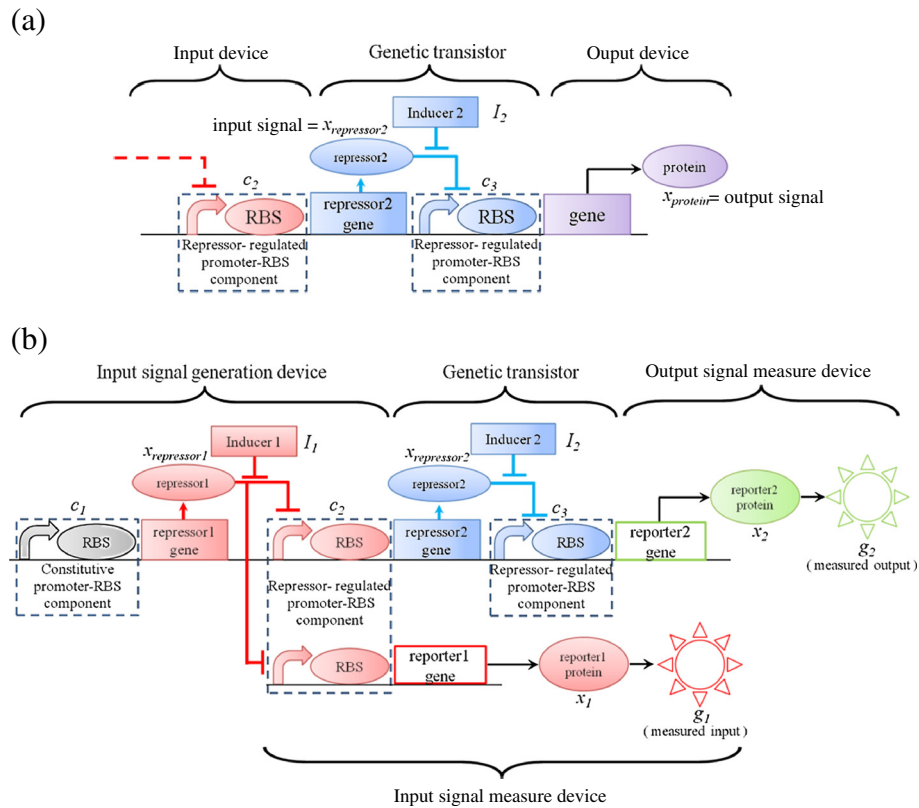 (a)
Input device
Genetic transistor
Ouput device
Inducer 2
I2
input signal = xrepressor2
repressor2
protein
xprotein= output signal
c2
c3
RBS
repressor2
gene
RBS
gene
Repressor- regulated
promoter-RBS
component
Repressor- regulated
promoter-RBS
component
(b)
Input signal generation device
Genetic transistor
Output signal measure device
Inducer 1
I1
Inducer 2
I2
xrepressor1
xrepressor2
repressor1
repressor2
reporter2
protein
x2
g2
(measured output)
c1
c2
c3
RBS
repressor1
gene
RBS
repressor2
gene
RBS
reporter2
gene
Constitutive
promoter-RBS
component
Repressor- regulated
promoter-RBS
component
Repressor- regulated
promoter-RBS
component
RBS
reporter1
gene
reporter1
protein
x1
g1
(measured input)
Input signal measure device